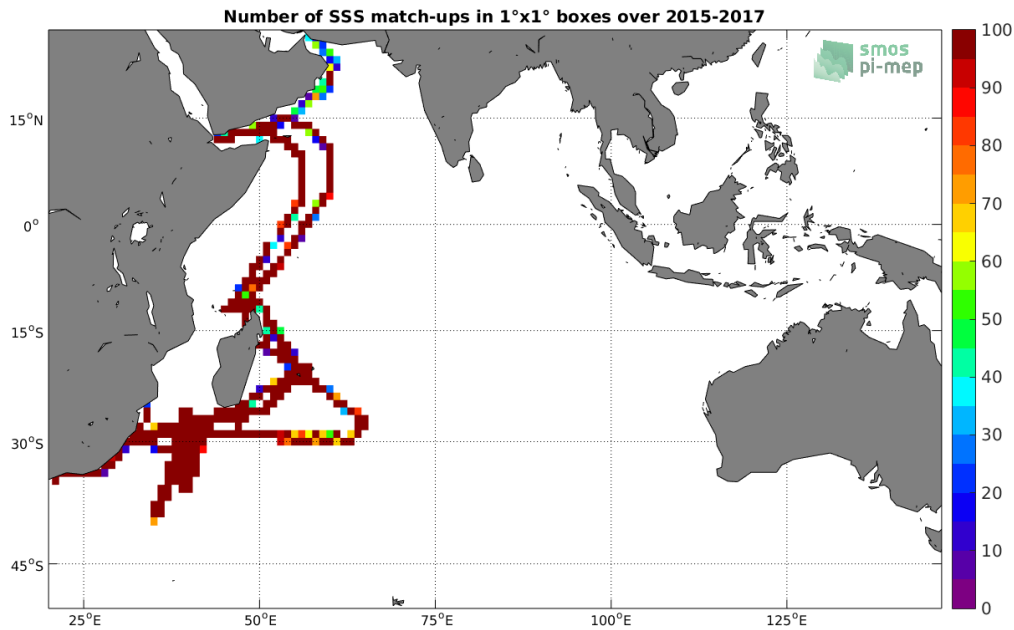 Number of SSS match-ups in 1°x1° boxes over 2015-2017
smos
pi-mep
100
90
80
70
60
50
40
30
20
10
0
15°N
0°
15°S
30°S
45°S
25°E
50°E
75°E
100°E
125°E